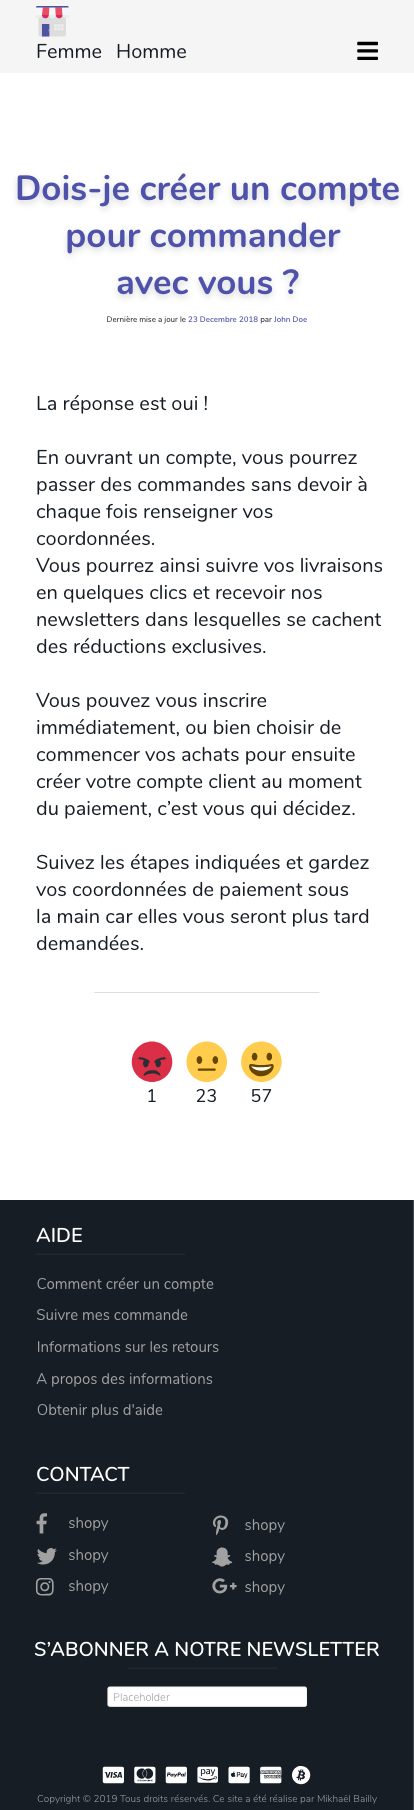 Femme Homme
Dois-je créer un compte
pour commander
avec vous ?
Dernière mise a jour le 23 Decembre 2018 par John Doe
La réponse est oui !
En ouvrant un compte, vous pourrez
passer des commandes sans devoir à
chaque fois renseigner vos
coordonnées.
Vous pourrez ainsi suivre vos livraisons
en quelques clics et recevoir nos
newsletters dans lesquelles se cachent
des réductions exclusives.
Vous pouvez vous inscrire
immédiatement, ou bien choisir de
commencer vos achats pour ensuite
créer votre compte client au moment
du paiement, c’est vous qui décidez.
Suivez les étapes indiquées et gardez
vos coordonnées de paiement sous
la main car elles vous seront plus tard
demandées.
1 23 57
AIDE
Comment créer un compte
Suivre mes commande
Informations sur les retours
A propos des informations
Obtenir plus d'aide
CONTACT
shopy shopy
shopy shopy
shopy shopy
S’ABONNER A NOTRE NEWSLETTER
Placeholder
VISA PayPal pay Pay
Copyright © 2019 Tous droits réservés. Ce site a été réalise par Mikhaël Bailly